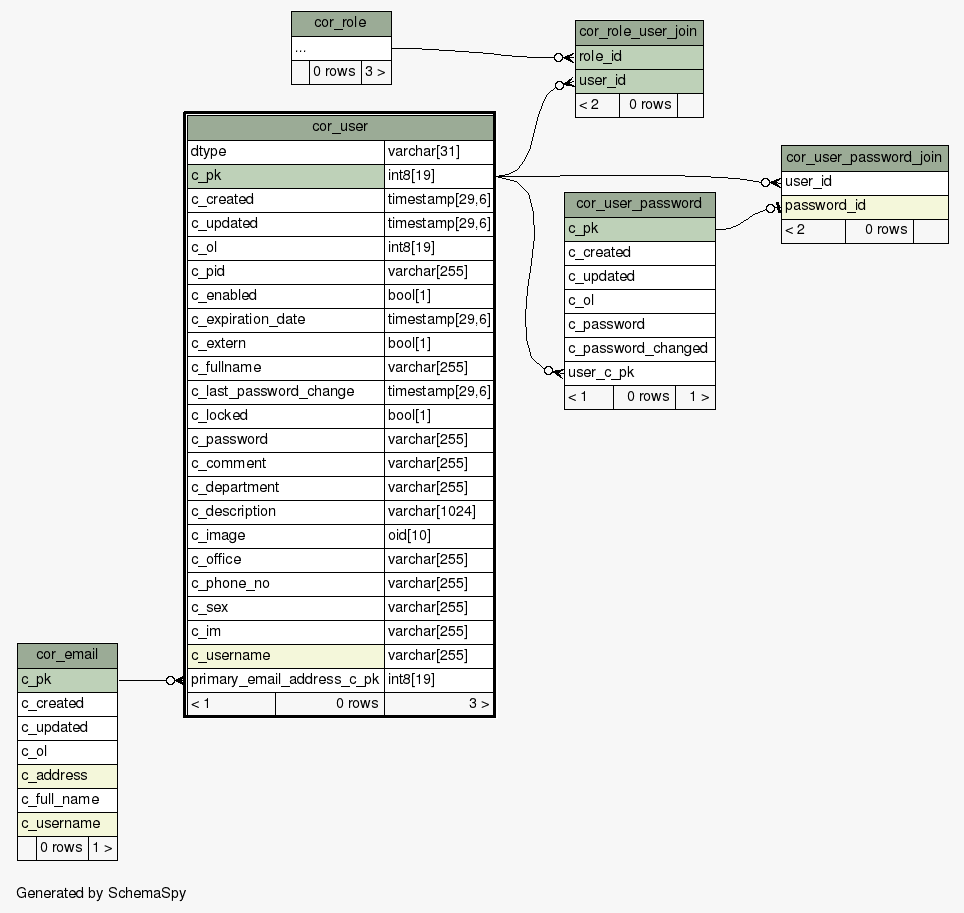 cor_role
...
0 rows 3 >
cor_role_user_join
role_id
user_id
< 2 0 rows
cor_user
dtype varchar[31]
c_pk int8[19]
c_created timestamp[29,6]
c_updated timestamp[29,6]
c_ol int8[19]
c_pid varchar[255]
c_enabled bool[1]
c_expiration_date timestamp[29,6]
c_extern bool[1]
c_fullname varchar[255]
c_last_password_change timestamp[29,6]
c_locked bool[1]
c_password varchar[255]
c_comment varchar[255]
c_department varchar[255]
c_description varchar[1024]
c_image oid[10]
c_office varchar[255]
c_phone_no varchar[255]
c_sex varchar[255]
c_im varchar[255]
c_username varchar[255]
primary_email_address_c_pk int8[19]
< 1 0 rows 3 >
cor_user_password_join
user_id
password_id
< 2 0 rows
cor_user_password
c_pk
c_created
c_updated
c_ol
c_password
c_password_changed
user_c_pk
< 1 0 rows 1 >
cor_email
c_pk
c_created
c_updated
c_ol
c_address
c_full_name
c_username
0 rows 1 >
Generated by SchemaSpy